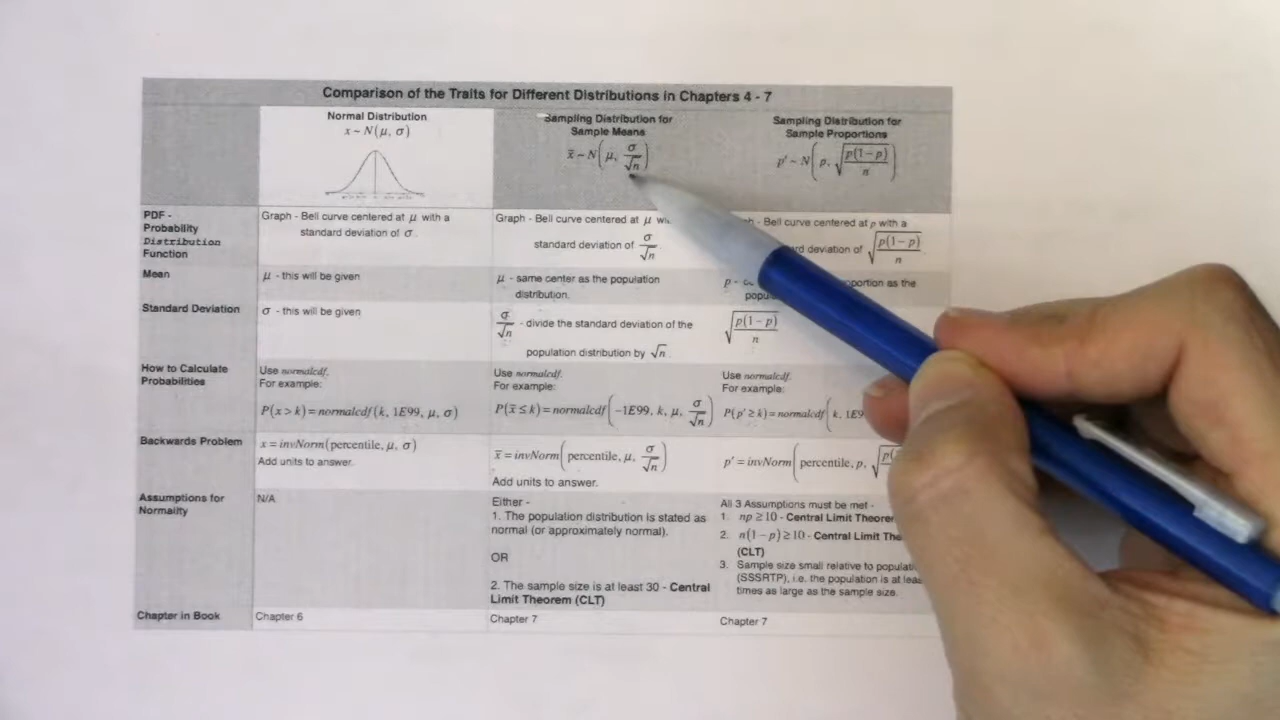 Comparison of the Traits for Different Distributions in Chapters 4 - 7
Normal Distribution
x ~ N(μ, σ)
Sampling Distribution for
Sample Means
x̄ ~ N(μ, σ/√n)
Sampling Distribution for
Sample Proportions
p' ~ N(p, √(p(1−p)/n))
PDF -
Probability
Distribution
Function
Graph - Bell curve centered at μ with a
standard deviation of σ.
Graph - Bell curve centered at μ
standard deviation of σ/√n.
- Bell curve centered at p with a
deviation of √(p(1−p)/n).
Mean
μ - this will be given
μ - same center as the population
distribution.
p - as the
Standard Deviation
σ - this will be given
σ/√n - divide the standard deviation of the
population distribution by √n.
√(p(1−p)/n)
How to Calculate
Probabilities
Use normalcdf.
For example:
P(x > k) = normalcdf(k, 1E99, μ, σ)
Use normalcdf.
For example:
P(x̄ ≤ k) = normalcdf(−1E99, k, μ, σ/√n)
Use normalcdf.
For example:
P(p' ≥ k) = normalcdf(k, 1E9
Backwards Problem
x = invNorm(percentile, μ, σ)
Add units to answer.
x̄ = invNorm(percentile, μ, σ/√n)
Add units to answer.
p' = invNorm(percentile, p, √(p(
Assumptions for
Normality
N/A
Either -
1. The population distribution is stated as
normal (or approximately normal).
OR
2. The sample size is at least 30 - Central
Limit Theorem (CLT)
All 3 Assumptions must be met -
1. np ≥ 10 - Central Limit
2. n(1−p) ≥ 10 - Central Limit
(CLT)
3. Sample size small relative to
(SSSRTP), i.e. the population is at
times as large as the sample size.
Chapter in Book
Chapter 6
Chapter 7
Chapter 7